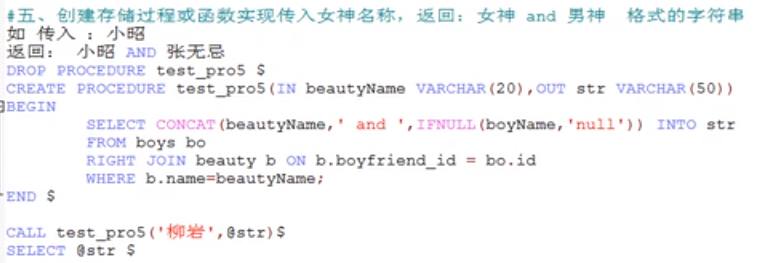 #五、创建存储过程或函数实现传入女神名称，返回：女神 and 男神  格式的字符串
如 传入 ：小昭
返回： 小昭 AND 张无忌
DROP PROCEDURE test_pro5 $
CREATE PROCEDURE test_pro5(IN beautyName VARCHAR(20),OUT str VARCHAR(50))
BEGIN
SELECT CONCAT(beautyName,' and ',IFNULL(boyName,'null')) INTO str
FROM boys bo
RIGHT JOIN beauty b ON b.boyfriend_id = bo.id
WHERE b.name=beautyName;
END $
CALL test_pro5('柳岩',@str)$
SELECT @str $